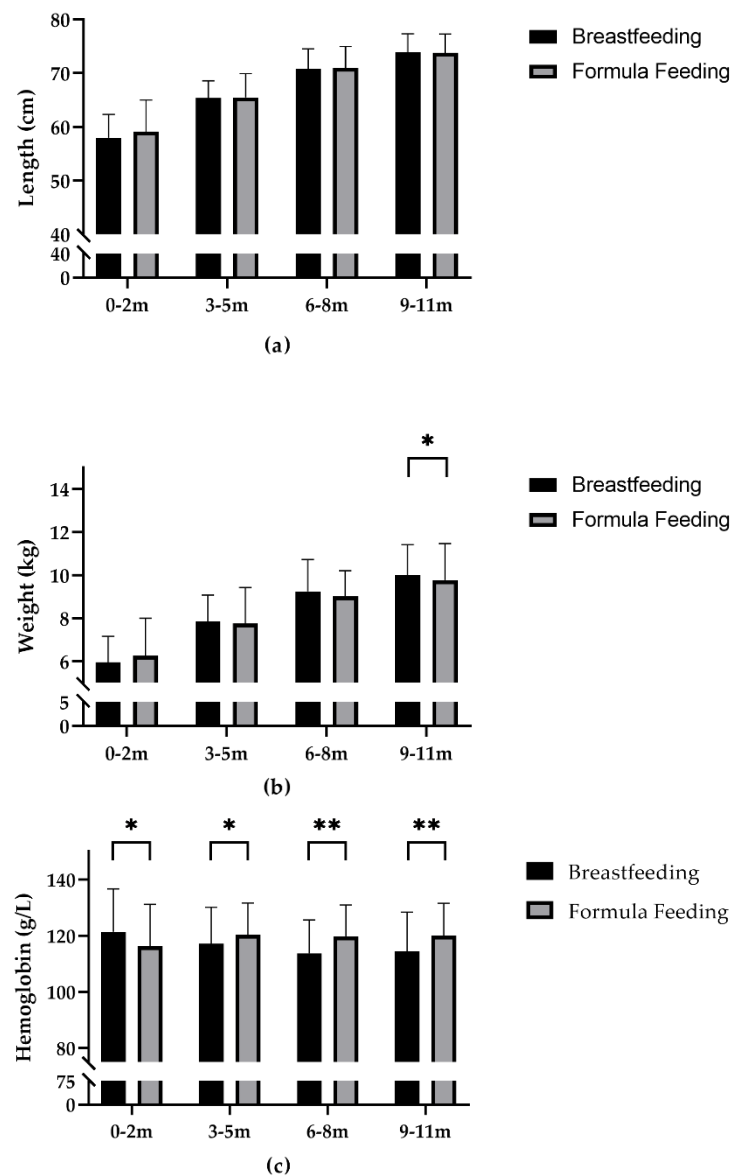 80
70
60
50
40
40
0
Length (cm)
0-2m 3-5m 6-8m 9-11m
Breastfeeding
Formula Feeding
(a)
*
14
12
10
8
6
5
0
Weight (kg)
0-2m 3-5m 6-8m 9-11m
Breastfeeding
Formula Feeding
(b)
* * ** **
140
120
100
80
75
0
Hemoglobin (g/L)
0-2m 3-5m 6-8m 9-11m
Breastfeeding
Formula Feeding
(c)